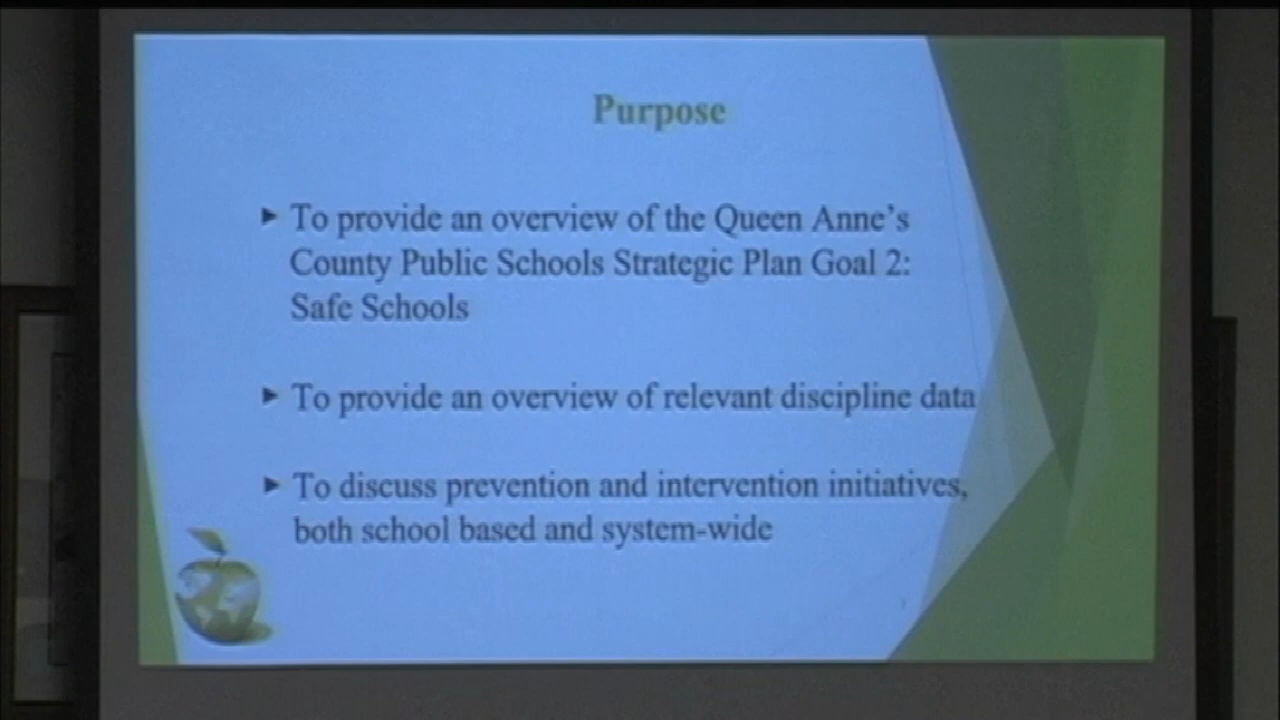 Purpose
► To provide an overview of the Queen Anne's
County Public Schools Strategic Plan Goal 2:
Safe Schools
► To provide an overview of relevant discipline data
► To discuss prevention and intervention initiatives,
both school based and system-wide